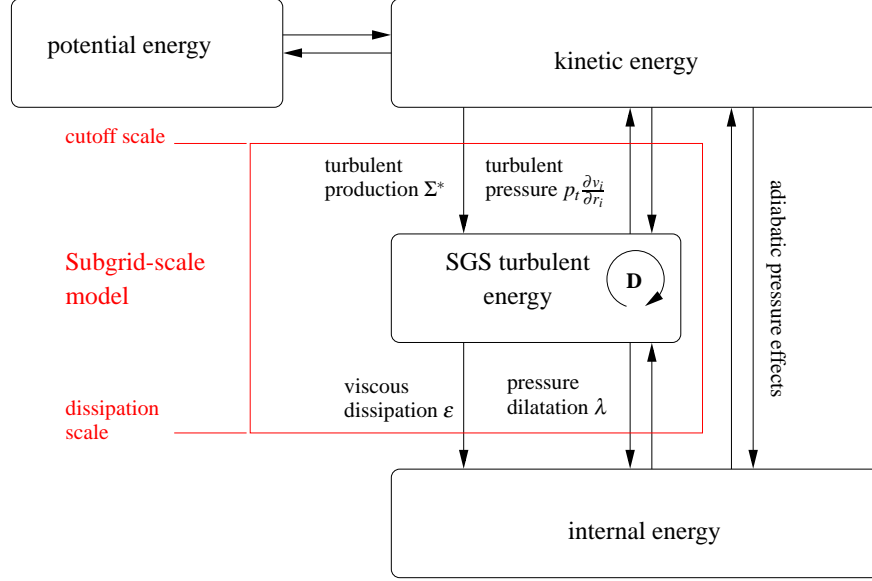 potential energy
kinetic energy
cutoff scale
turbulent
production Σ*
turbulent
pressure p_t ∂v_i/∂r_i
adiabatic pressure effects
Subgrid-scale
model
SGS turbulent
energy
D
viscous
dissipation ε
pressure
dilatation λ
dissipation
scale
internal energy